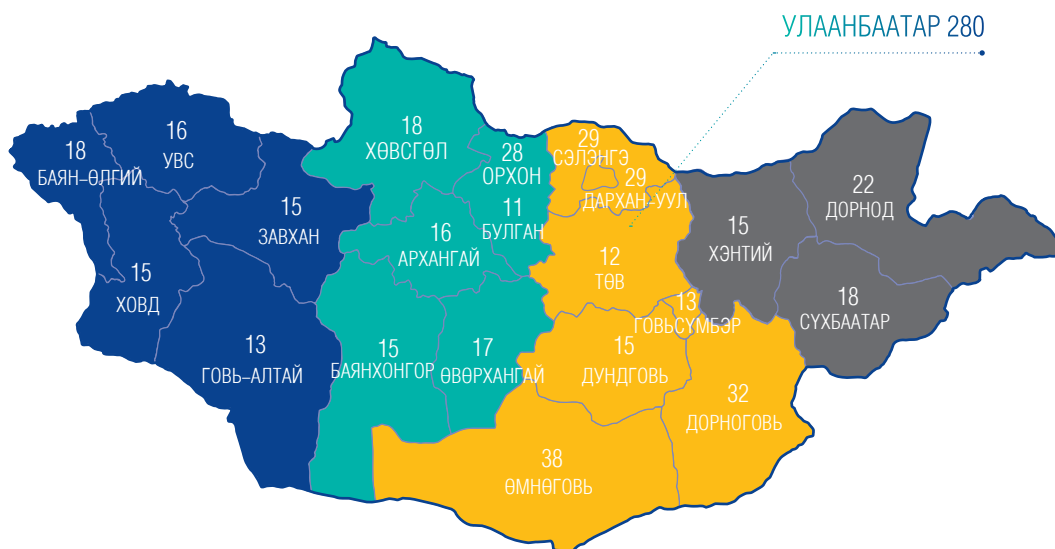 УЛААНБААТАР 280
18
БАЯН-ӨЛГИЙ
16
УВС
15
ЗАВХАН
15
ХОВД
13
ГОВЬ-АЛТАЙ
18
ХӨВСГӨЛ
28
ОРХОН
11
БУЛГАН
16
АРХАНГАЙ
15
БАЯНХОНГОР
17
ӨВӨРХАНГАЙ
29
СЭЛЭНГЭ
29
ДАРХАН-УУЛ
12
ТӨВ
13
ГОВЬСҮМБЭР
15
ДУНДГОВЬ
32
ДОРНОГОВЬ
38
ӨМНӨГОВЬ
15
ХЭНТИЙ
22
ДОРНОД
18
СҮХБААТАР